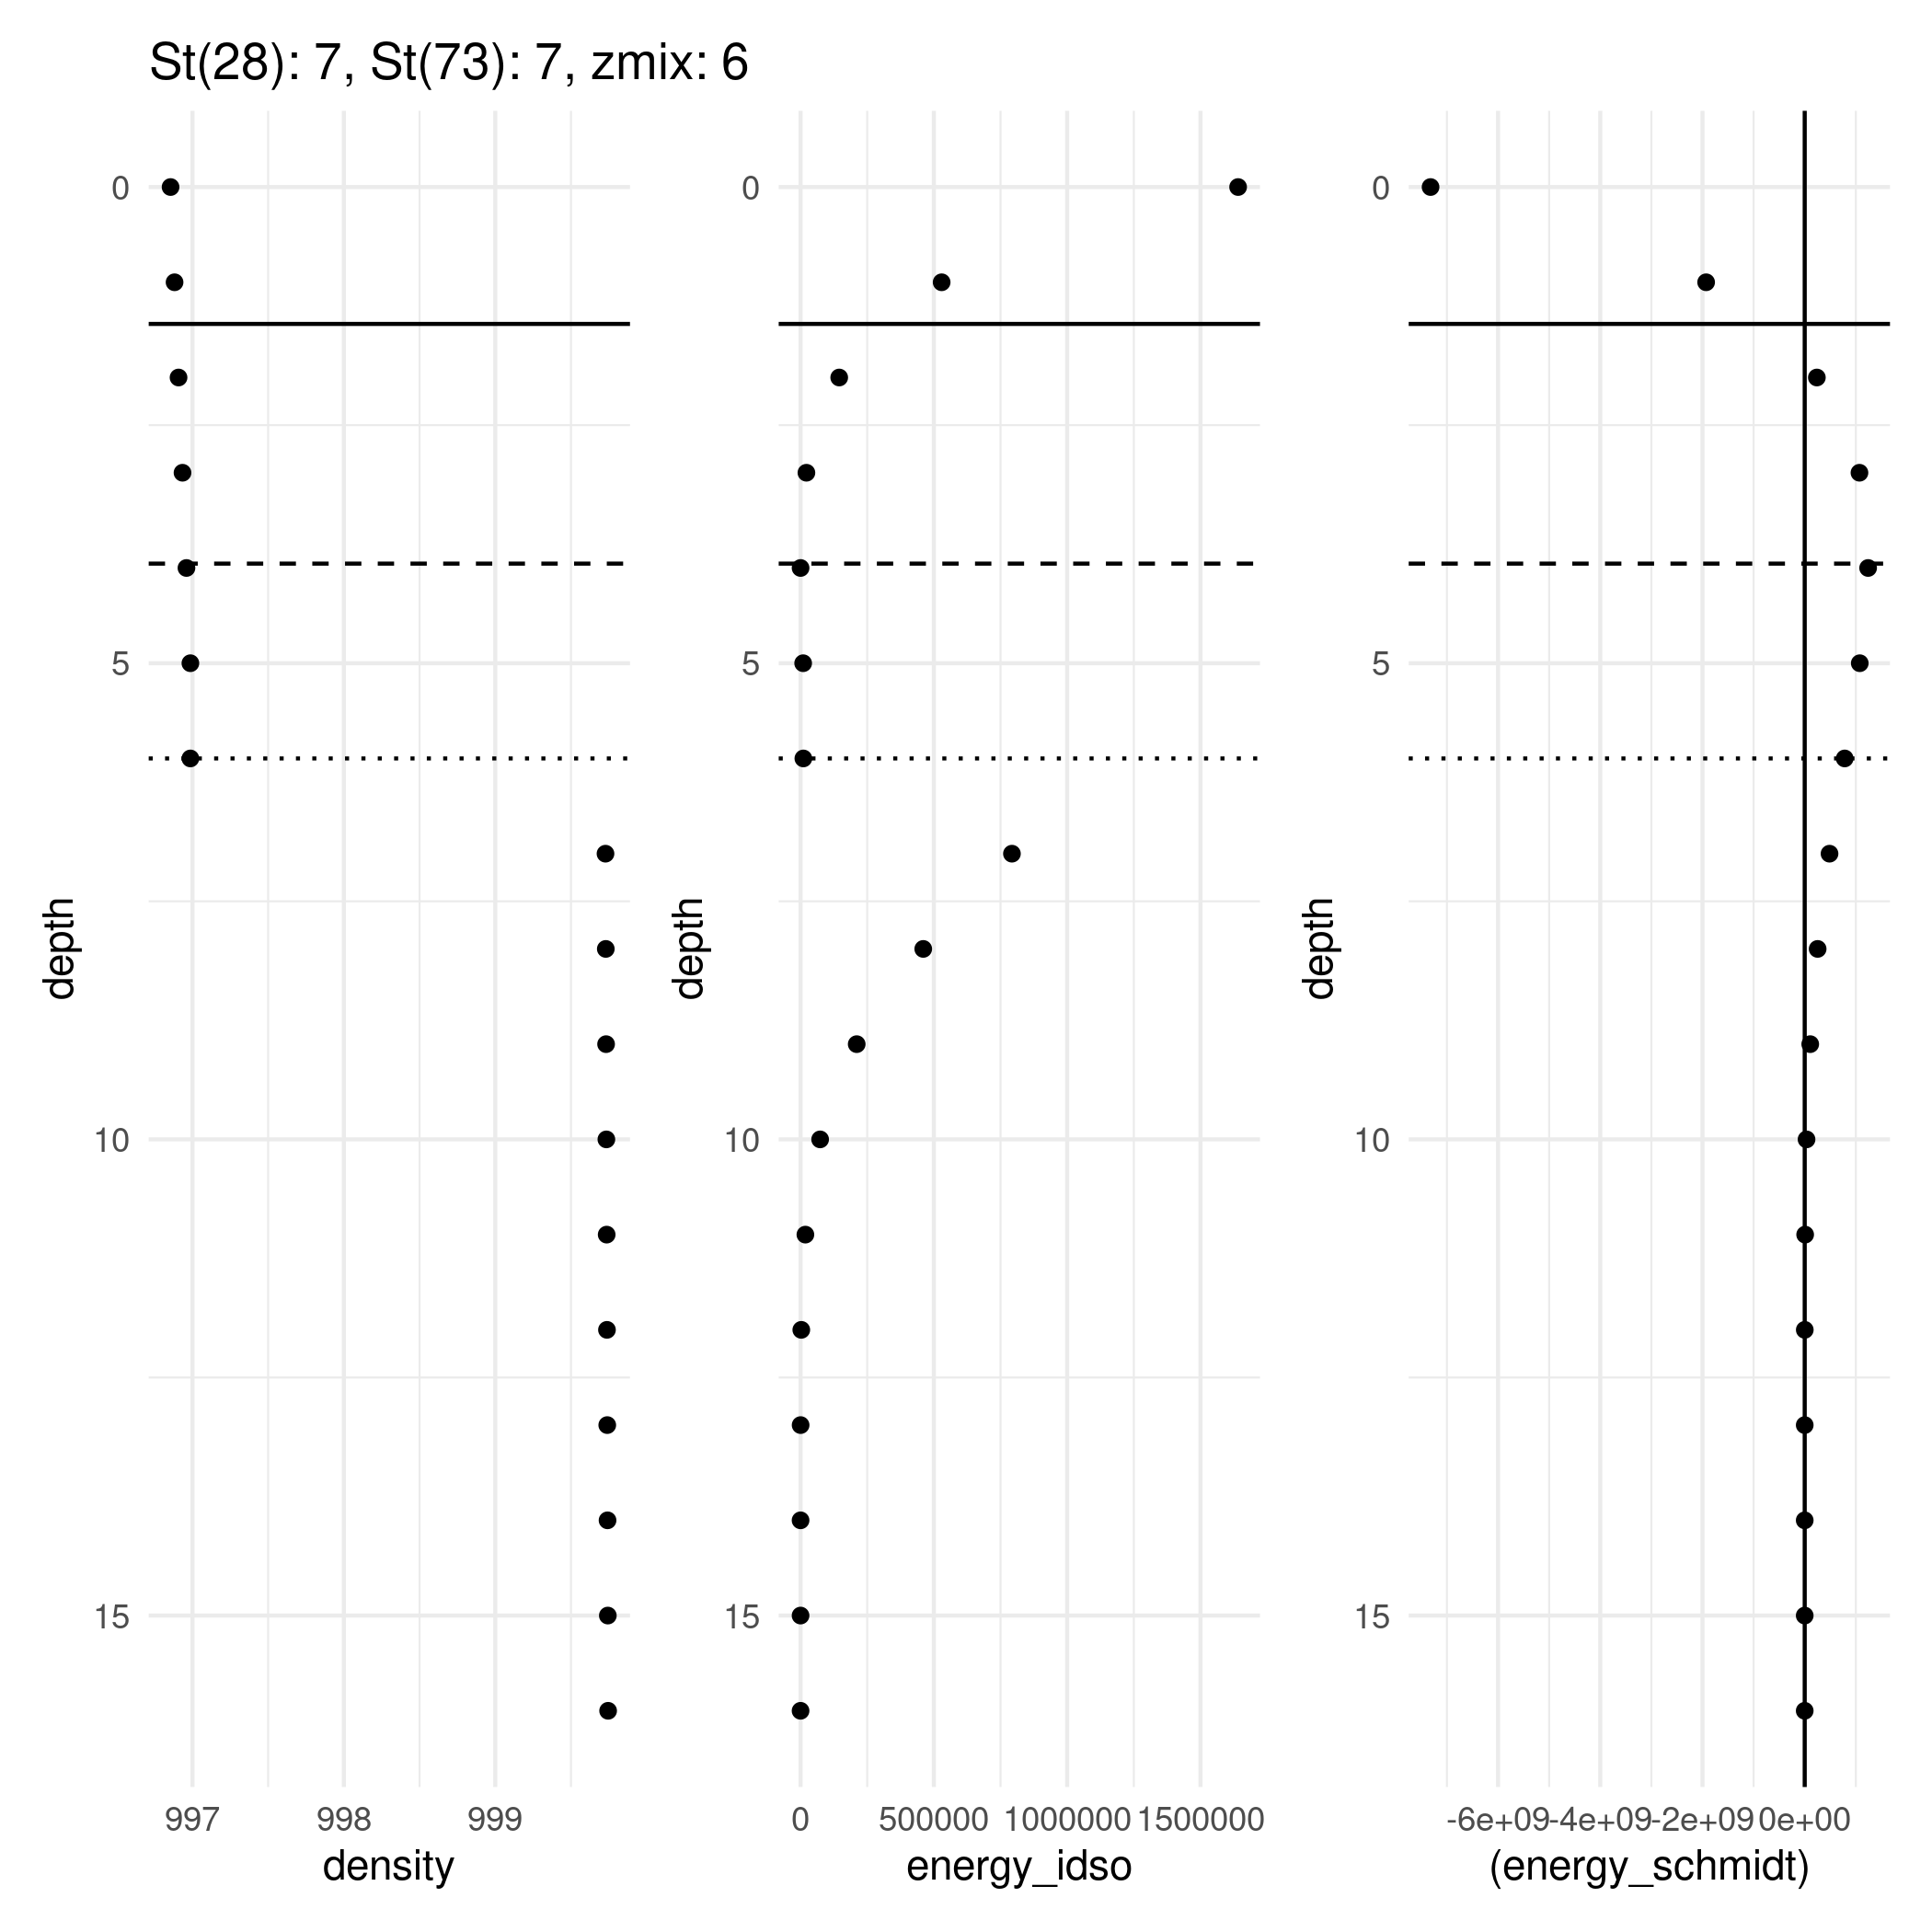 St(28): 7, St(73): 7, zmix: 6
0
5
10
15
depth
997 998 999
density
0
5
10
15
depth
0 500000 1000000 1500000
energy_idso
0
5
10
15
depth
-6e+09 -4e+09 -2e+09 0e+00
(energy_schmidt)